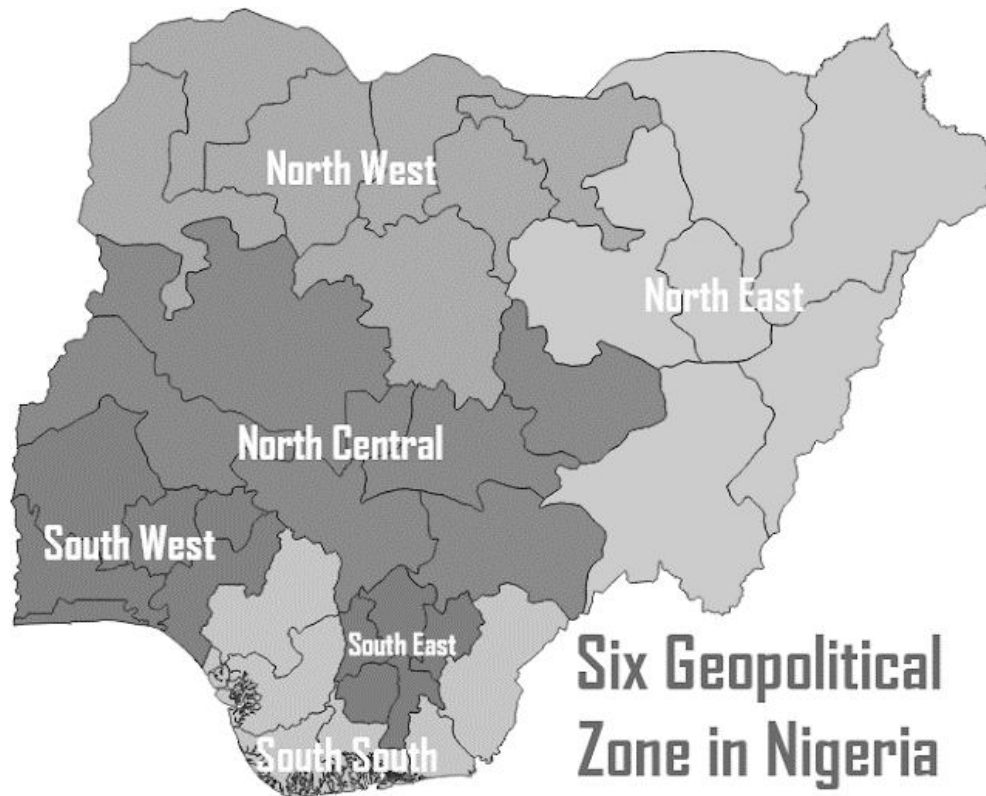 North West
North East
North Central
South West
South East
South South
Six Geopolitical
Zone in Nigeria